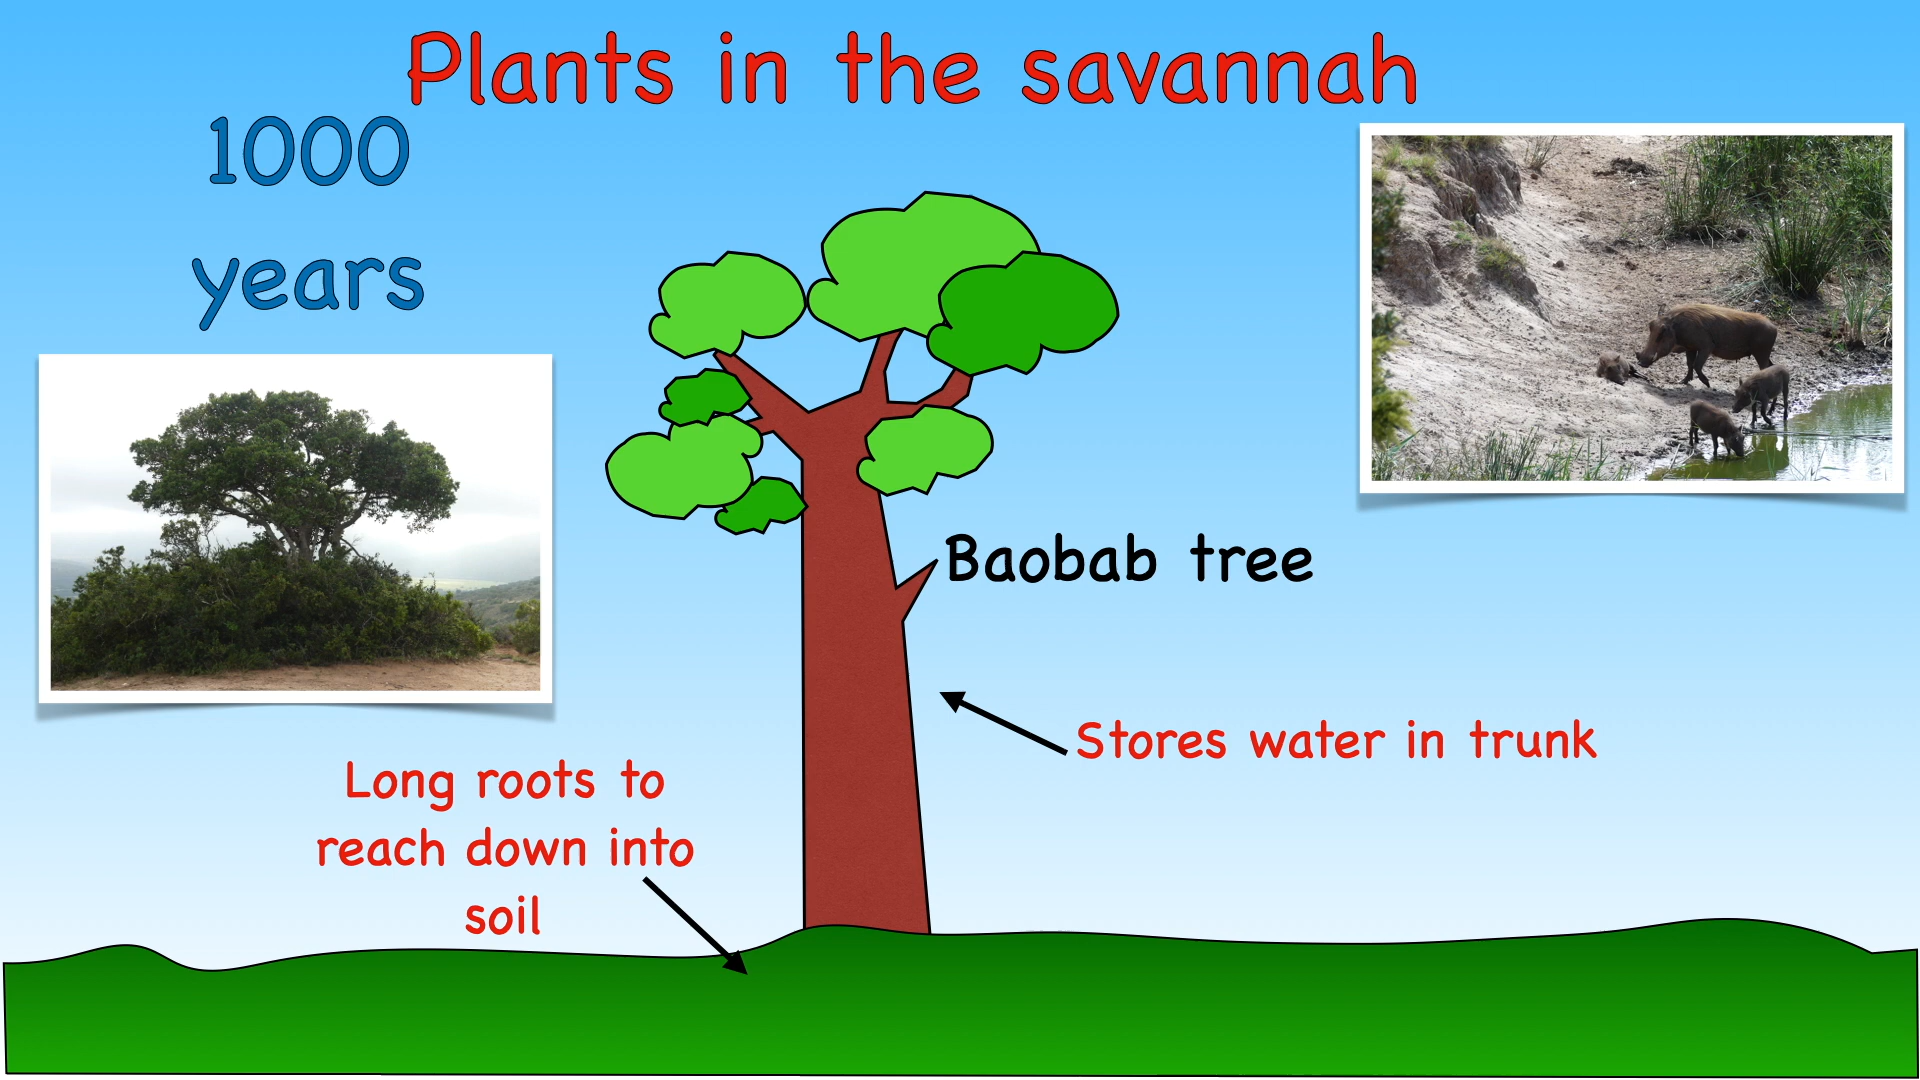 Plants in the savannah
1000
years
Baobab tree
Stores water in trunk
Long roots to
reach down into
soil